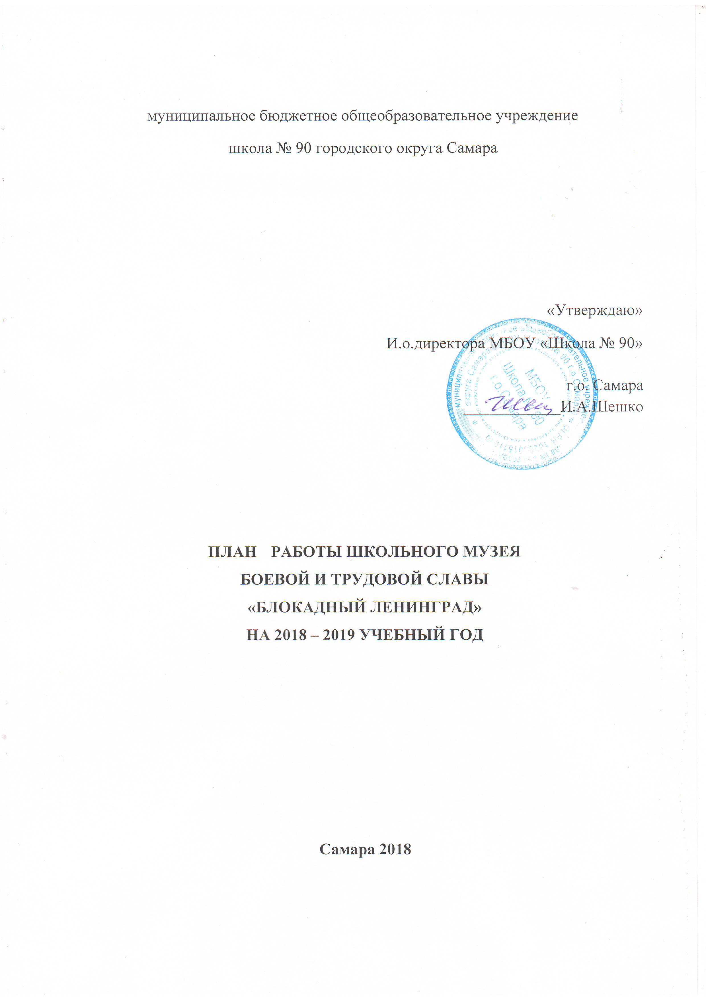 муниципальное бюджетное общеобразовательное учреждение
школа № 90 городского округа Самара
«Утверждаю»
И.о.директора МБОУ «Школа № 90»
г.о. Самара
И.А.Шешко
МБОУ
Школа № 90
г.о.Самара
ПЛАН РАБОТЫ ШКОЛЬНОГО МУЗЕЯ
БОЕВОЙ И ТРУДОВОЙ СЛАВЫ
«БЛОКАДНЫЙ ЛЕНИНГРАД»
НА 2018 – 2019 УЧЕБНЫЙ ГОД
Самара 2018